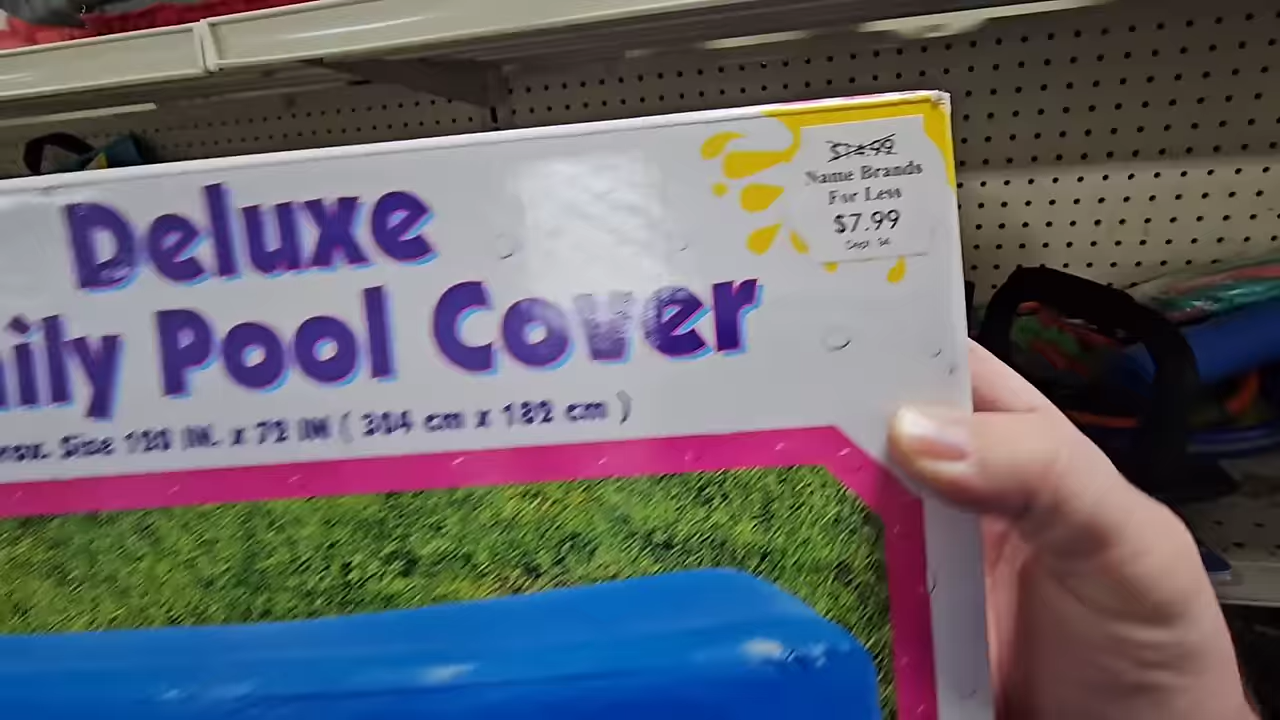 Deluxe
ily Pool Cover
Size 120 IN. x 72 IN ( 304 cm x 182 cm )
Name Brands
For Less
$7.99
Dept